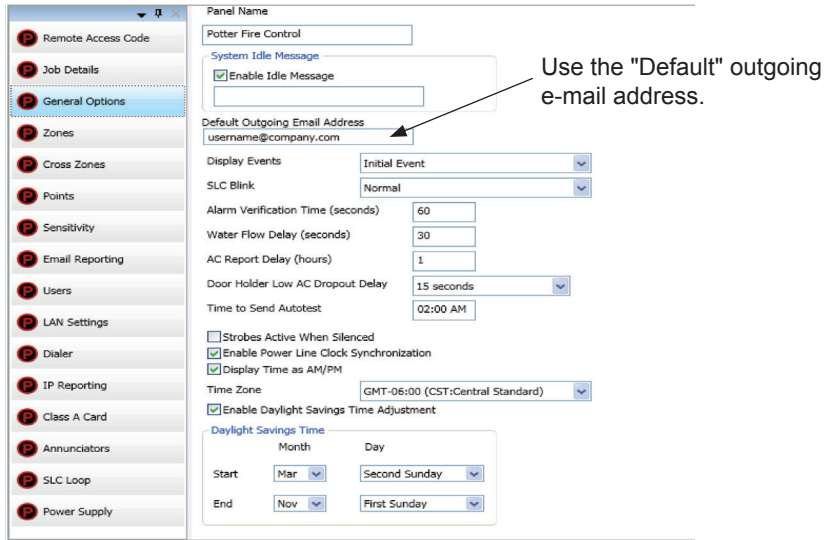 Remote Access Code
Job Details
General Options
Zones
Cross Zones
Points
Sensitivity
Email Reporting
Users
LAN Settings
Dialer
IP Reporting
Class A Card
Annunciators
SLC Loop
Power Supply
Panel Name
Potter Fire Control
System Idle Message
Enable Idle Message
Default Outgoing Email Address
username@company.com
Display Events Initial Event
SLC Blink Normal
Alarm Verification Time (seconds) 60
Water Flow Delay (seconds) 30
AC Report Delay (hours) 1
Door Holder Low AC Dropout Delay 15 seconds
Time to Send Autotest 02:00 AM
Strobes Active When Silenced
Enable Power Line Clock Synchronization
Display Time as AM/PM
Time Zone GMT-06:00 (CST:Central Standard)
Enable Daylight Savings Time Adjustment
Daylight Savings Time
Month Day
Start Mar Second Sunday
End Nov First Sunday
Use the "Default" outgoing
e-mail address.